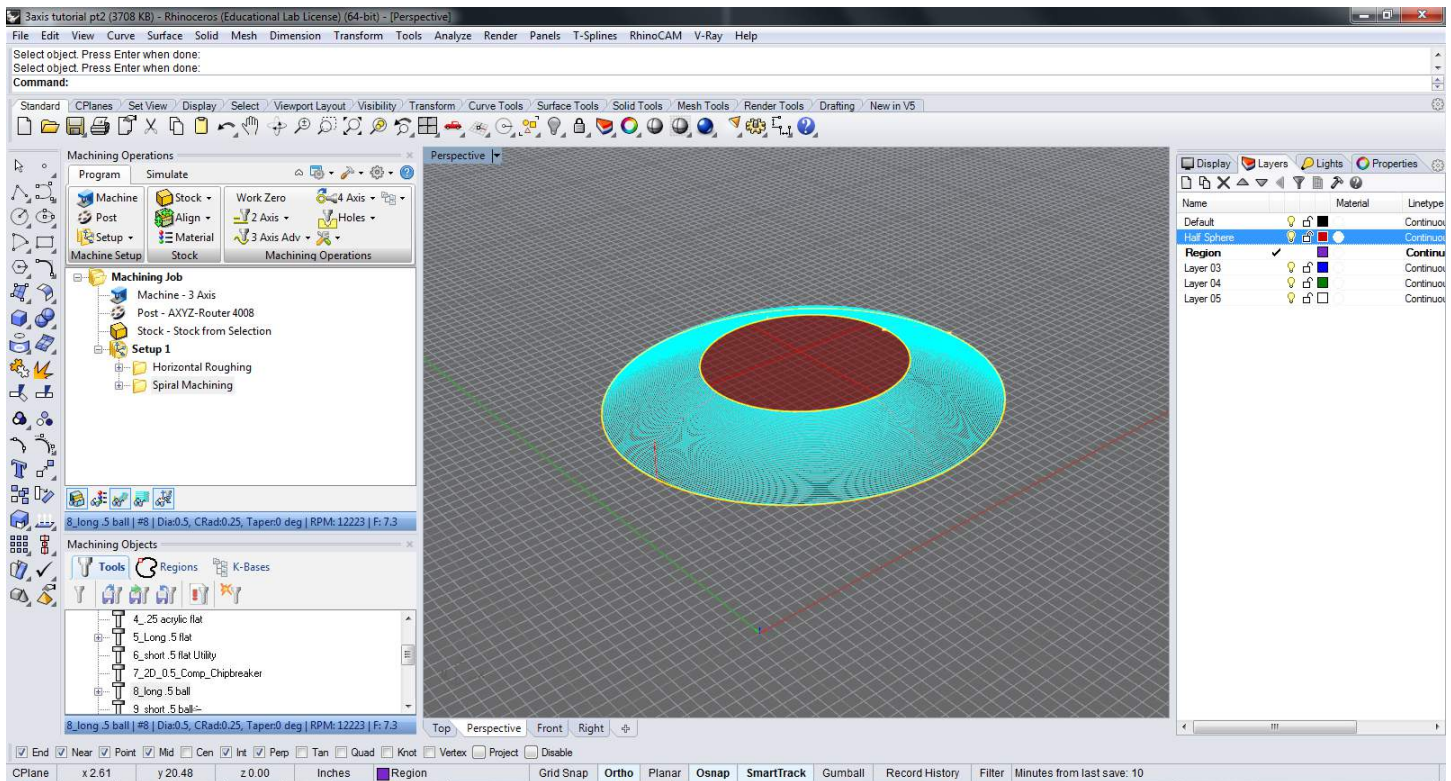 3axis tutorial pt2 (3708 KB) - Rhinoceros (Educational Lab License) (64-bit) - [Perspective]
File Edit View Curve Surface Solid Mesh Dimension Transform Tools Analyze Render Panels T-Splines RhinoCAM V-Ray Help
Select object. Press Enter when done:
Select object. Press Enter when done:
Command:
Standard CPlanes Set View Display Select Viewport Layout Visibility Transform Curve Tools Surface Tools Solid Tools Mesh Tools Render Tools Drafting New in V5
Machining Operations
Program Simulate
Machine Stock Work Zero 4 Axis
Post Align 2 Axis Holes
Setup Material 3 Axis Adv
Machine Setup Stock Machining Operations
Machining Job
Machine - 3 Axis
Post - AXYZ-Router 4008
Stock - Stock from Selection
Setup 1
Horizontal Roughing
Spiral Machining
8_long .5 ball | #8 | Dia:0.5, CRad:0.25, Taper:0 deg | RPM: 12223 | F: 7.3
Machining Objects
Tools Regions K-Bases
4_.25 acrylic flat
5_Long .5 flat
6_short .5 flat Utility
7_2D_0.5_Comp_Chipbreaker
8_long .5 ball
9_short .5 ball
8_long .5 ball | #8 | Dia:0.5, CRad:0.25, Taper:0 deg | RPM: 12223 | F: 7.3
Perspective
Top Perspective Front Right
Display Layers Lights Properties
Name Material Linetype
Default Continuou
Half Sphere Continuou
Region Continu
Layer 03 Continuou
Layer 04 Continuou
Layer 05 Continuou
End Near Point Mid Cen Int Perp Tan Quad Knot Vertex Project Disable
CPlane x 2.61 y 20.48 z 0.00 Inches Region Grid Snap Ortho Planar Osnap SmartTrack Gumball Record History Filter Minutes from last save: 10